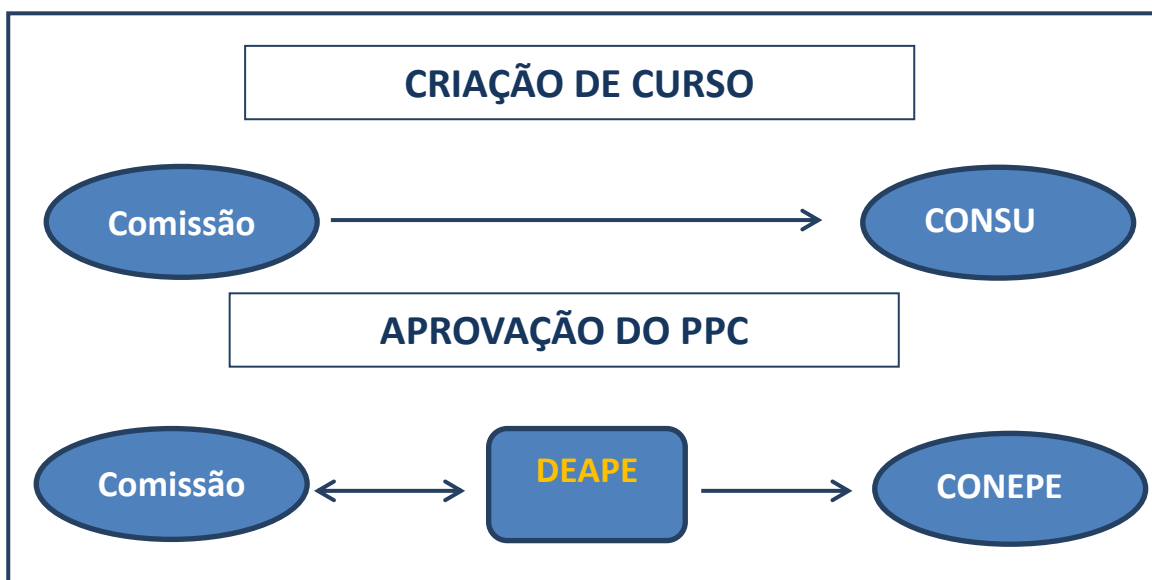 CRIAÇÃO DE CURSO
Comissão
CONSU
APROVAÇÃO DO PPC
Comissão
DEAPE
CONEPE